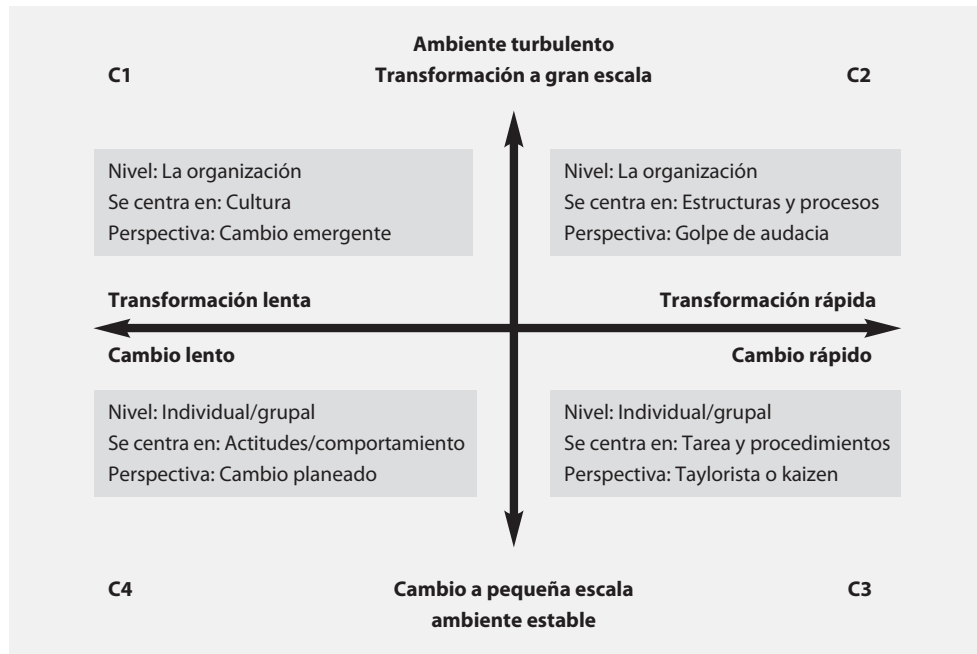 Ambiente turbulento
C1
Transformación a gran escala
C2
Nivel: La organización
Se centra en: Cultura
Perspectiva: Cambio emergente
Nivel: La organización
Se centra en: Estructuras y procesos
Perspectiva: Golpe de audacia
Transformación lenta
Transformación rápida
Cambio lento
Cambio rápido
Nivel: Individual/grupal
Se centra en: Actitudes/comportamiento
Perspectiva: Cambio planeado
Nivel: Individual/grupal
Se centra en: Tarea y procedimientos
Perspectiva: Taylorista o kaizen
C4
Cambio a pequeña escala
C3
ambiente estable